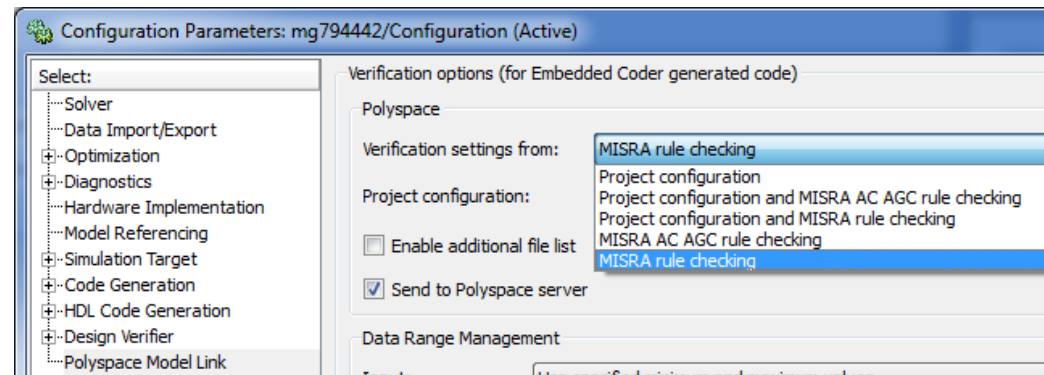 Configuration Parameters: mg794442/Configuration (Active)
Select:
Solver
Data Import/Export
Optimization
Diagnostics
Hardware Implementation
Model Referencing
Simulation Target
Code Generation
HDL Code Generation
Design Verifier
Polyspace Model Link
Verification options (for Embedded Coder generated code)
Polyspace
Verification settings from: MISRA rule checking
Project configuration
Project configuration and MISRA AC AGC rule checking
Project configuration and MISRA rule checking
MISRA AC AGC rule checking
MISRA rule checking
Project configuration:
Enable additional file list
Send to Polyspace server
Data Range Management